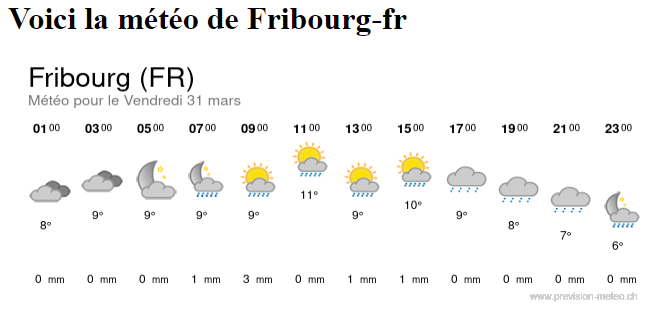 Voici la météo de Fribourg-fr
Fribourg (FR)
Météo pour le Vendredi 31 mars
01 00 03 00 05 00 07 00 09 00 11 00 13 00 15 00 17 00 19 00 21 00 23 00
8° 9° 9° 9° 9° 11° 9° 10° 9° 8° 7° 6°
0 mm 0 mm 0 mm 1 mm 3 mm 0 mm 1 mm 1 mm 0 mm 0 mm 0 mm 0 mm
www.prevision-meteo.ch